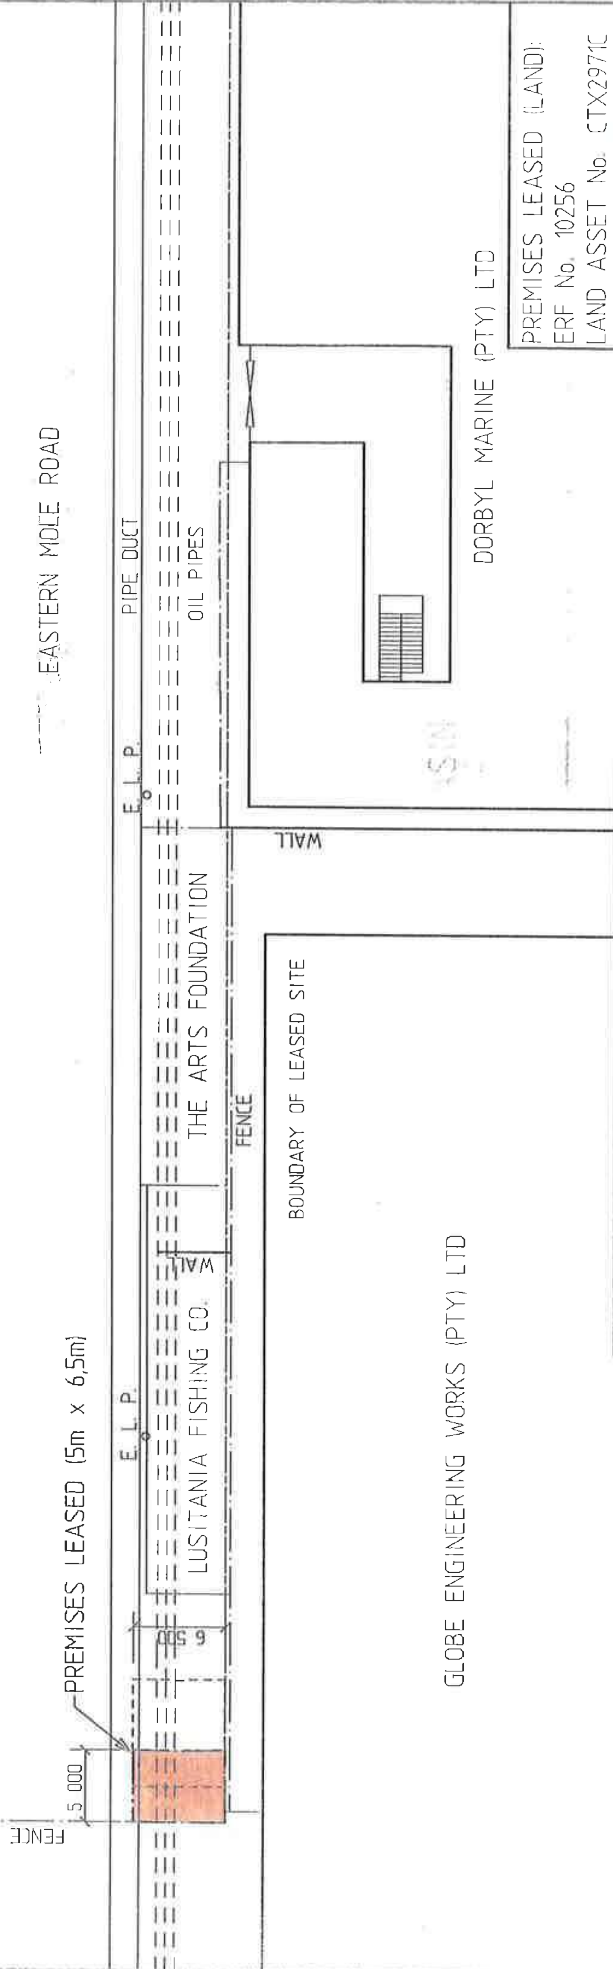 EASTERN MOLE ROAD
PREMISES LEASED (5m x 6,5m)
FENCE
5 000
E. L. P.
E. L. P.
PIPE DUCT
6 500
LUSITANIA FISHING CO.
WALL
THE ARTS FOUNDATION
OIL PIPES
FENCE
WALL
BOUNDARY OF LEASED SITE
GLOBE ENGINEERING WORKS (PTY) LTD
DORBYL MARINE (PTY) LTD
PREMISES LEASED (LAND):
ERF No. 10256
LAND ASSET No. CTX2971C